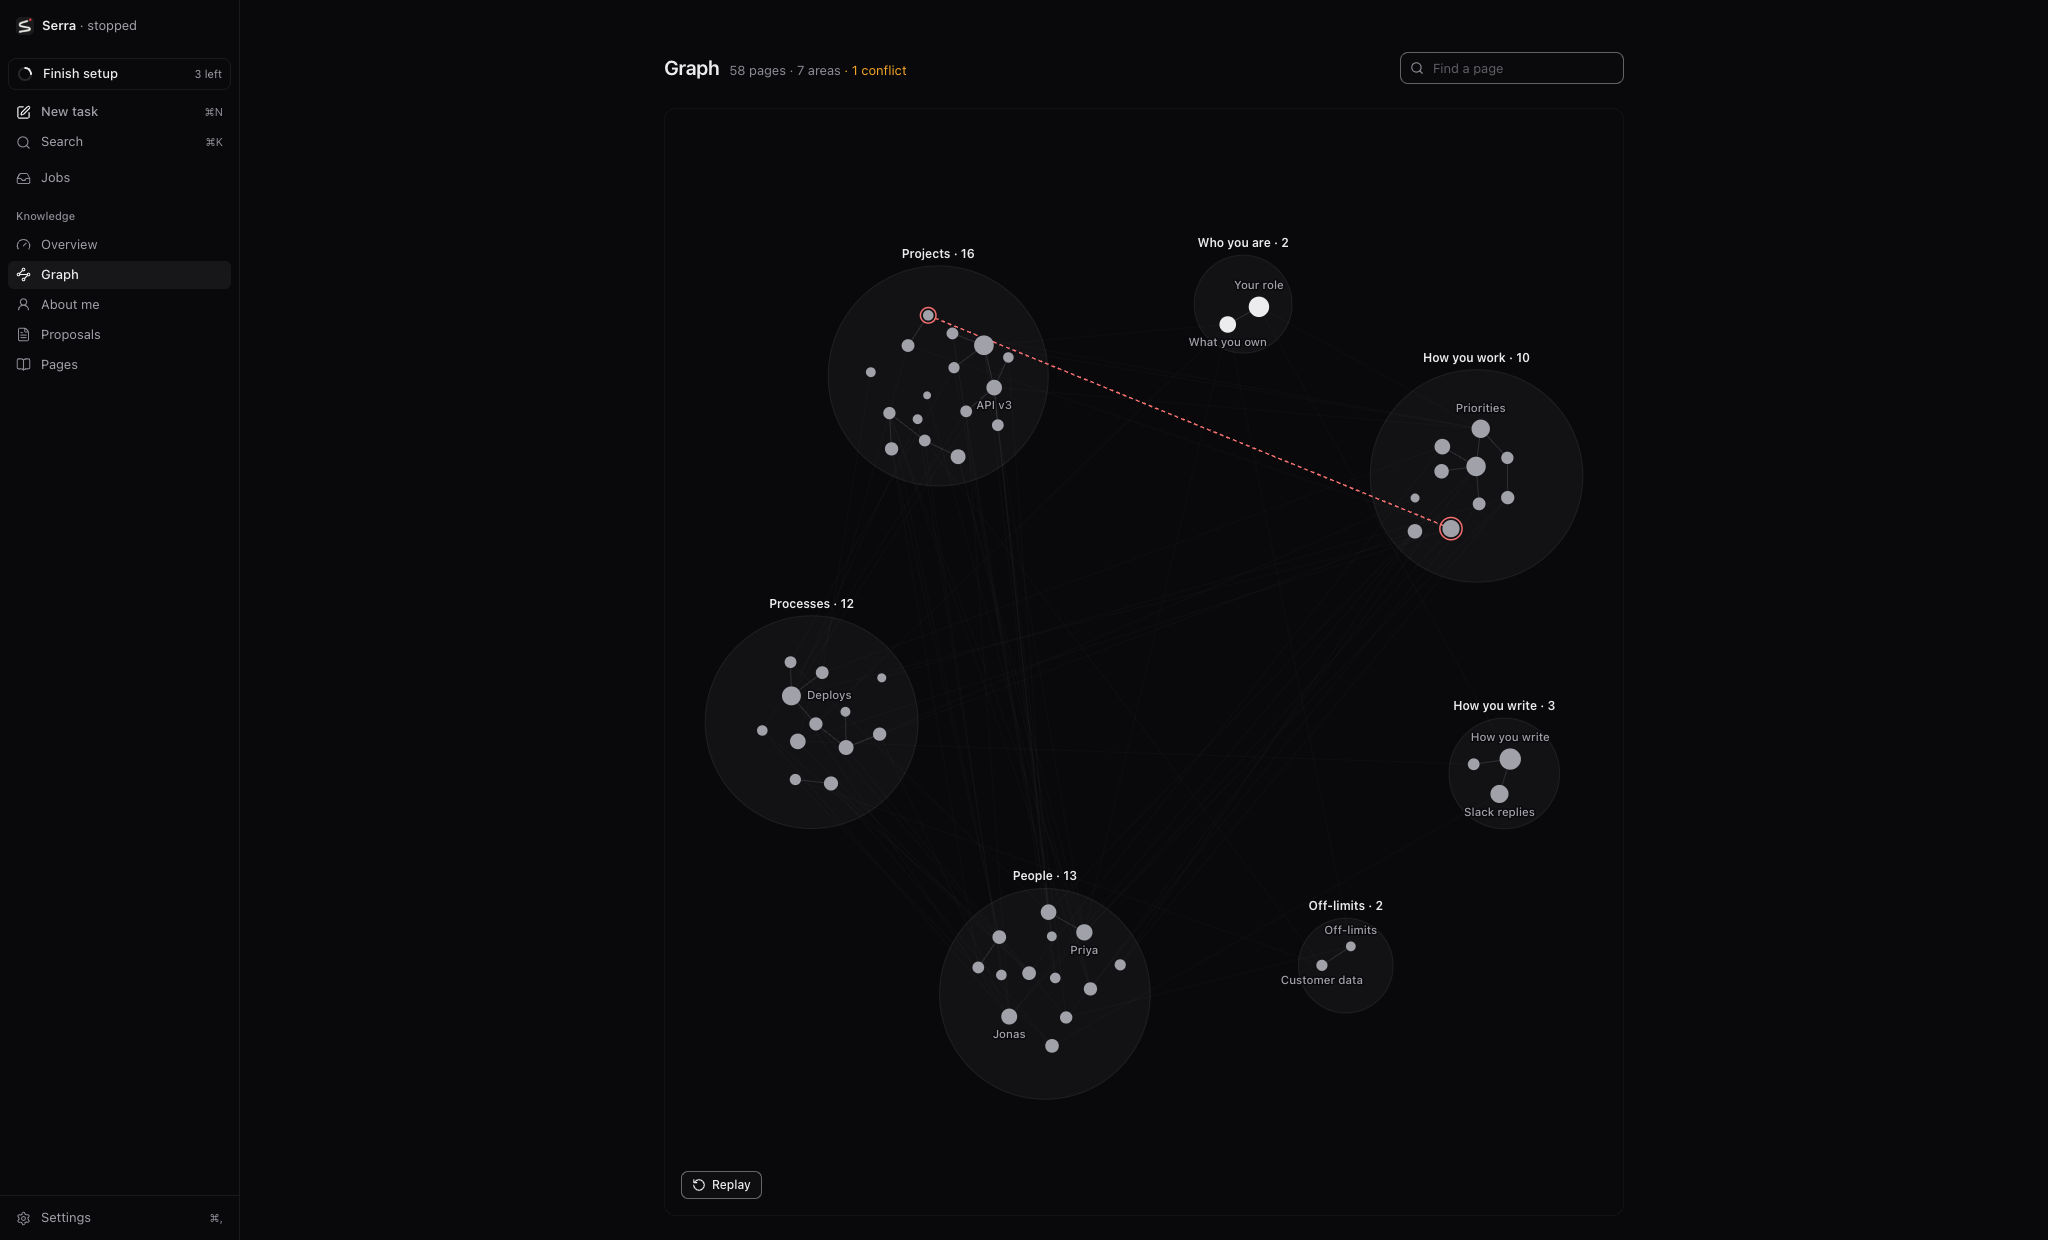 Serra · stopped
Finish setup 3 left
New task ⌘N
Search ⌘K
Jobs
Knowledge
Overview
Graph
About me
Proposals
Pages
Settings ⌘,
Graph 58 pages · 7 areas · 1 conflict
Find a page
Who you are · 2
Your role
What you own
Projects · 16
API v3
How you work · 10
Priorities
Processes · 12
Deploys
How you write · 3
How you write
Slack replies
People · 13
Priya
Jonas
Off-limits · 2
Off-limits
Customer data
Replay